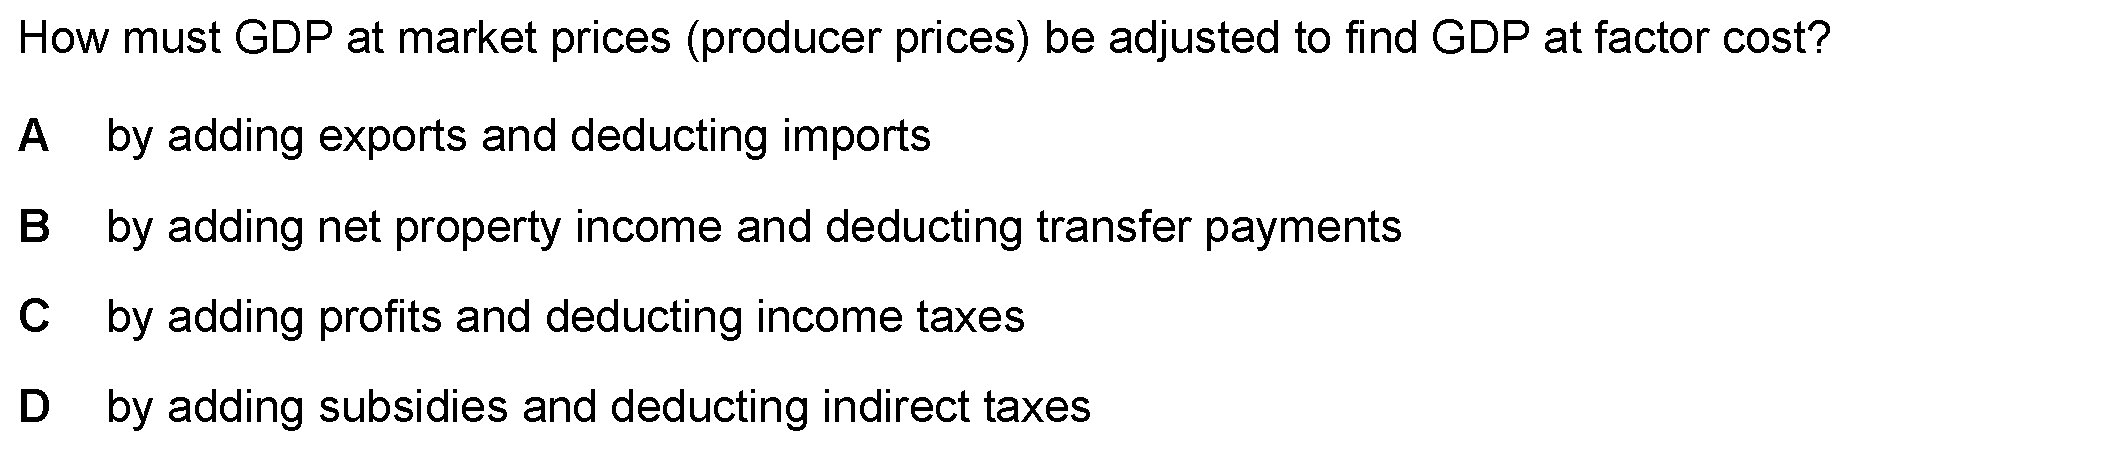 How must GDP at market prices (producer prices) be adjusted to find GDP at factor cost?
A by adding exports and deducting imports
B by adding net property income and deducting transfer payments
C by adding profits and deducting income taxes
D by adding subsidies and deducting indirect taxes